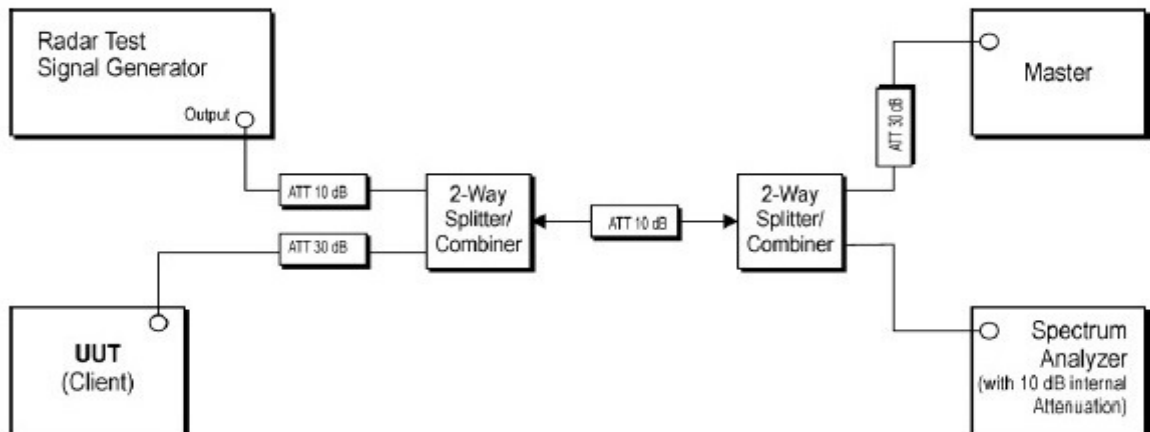 Radar Test
Signal Generator
Output
ATT 10 dB
ATT 30 dB
UUT
(Client)
2-Way
Splitter/
Combiner
ATT 10 dB
2-Way
Splitter/
Combiner
ATT 30 dB
Master
Spectrum
Analyzer
(with 10 dB internal
Attenuation)